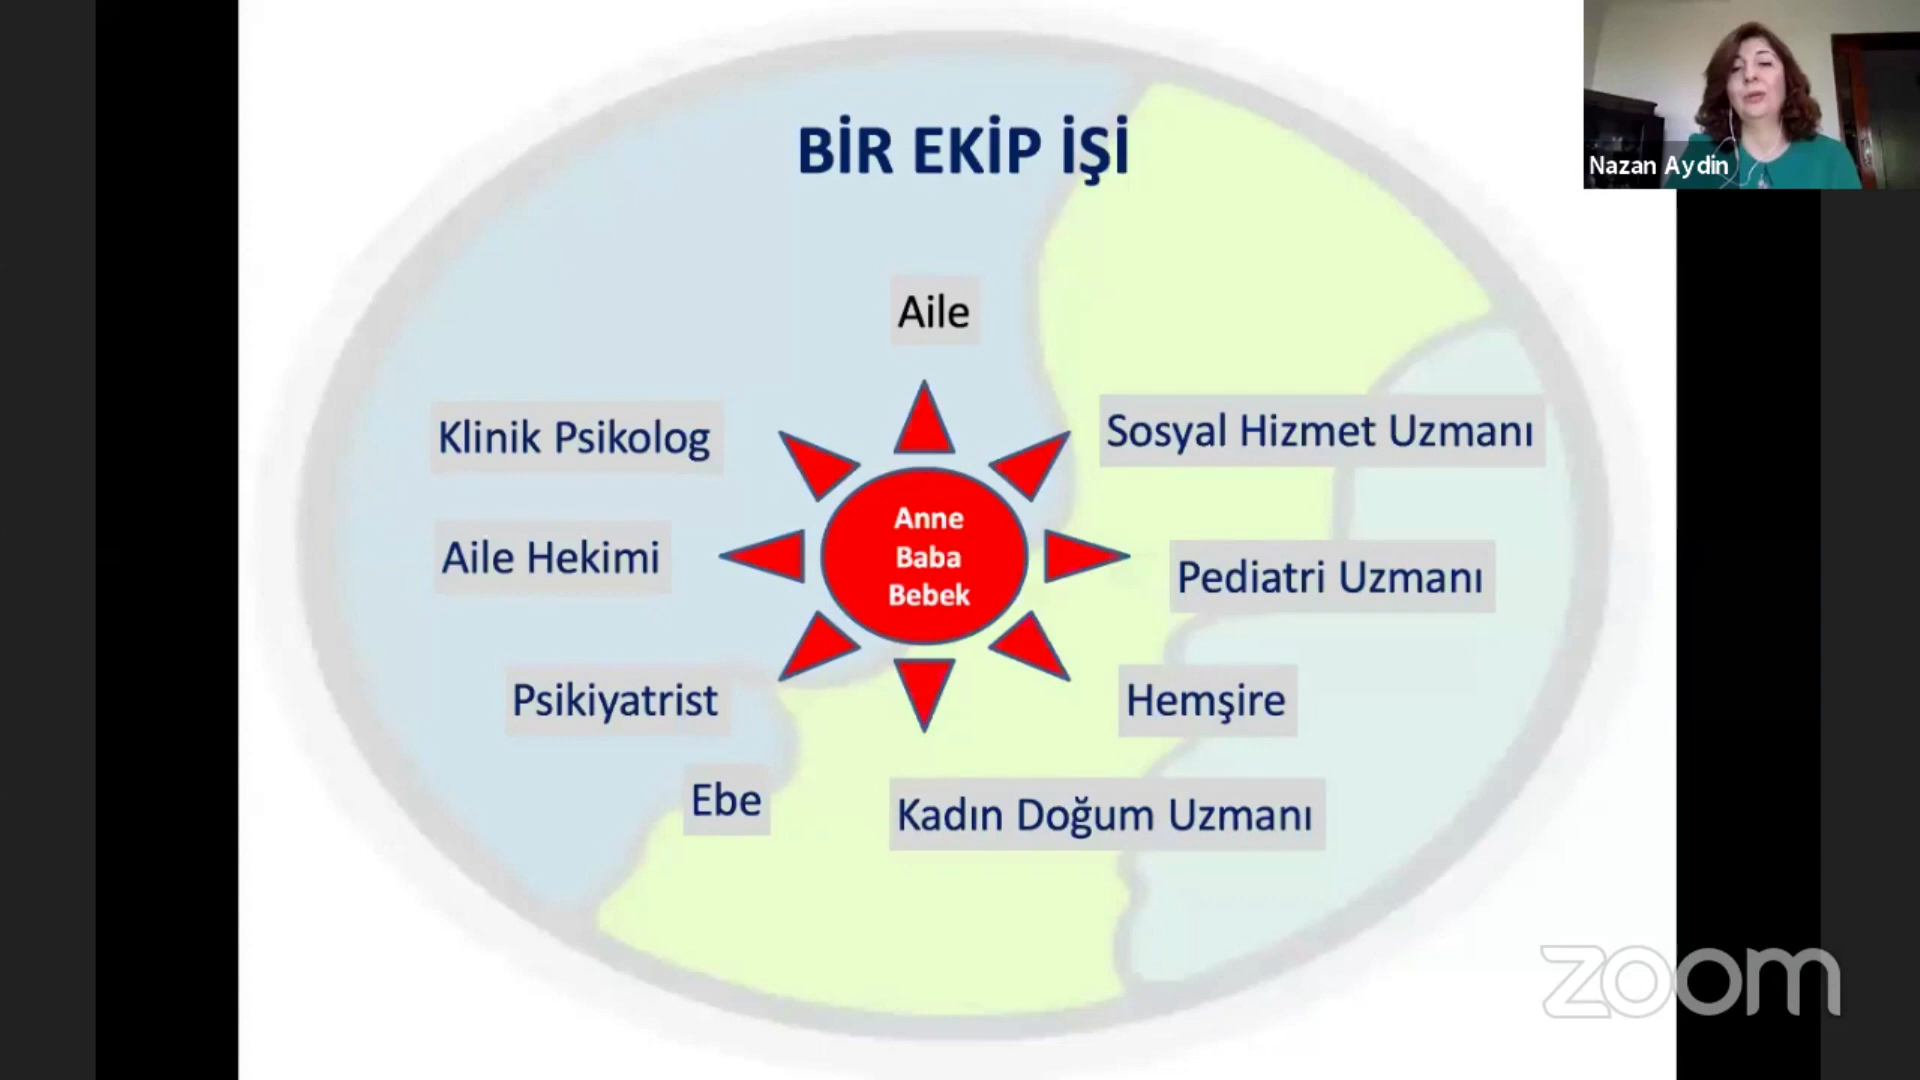 BİR EKİP İŞİ
Nazan Aydin
Aile
Klinik Psikolog
Sosyal Hizmet Uzmanı
Anne
Baba
Bebek
Aile Hekimi
Pediatri Uzmanı
Psikiyatrist
Hemşire
Ebe
Kadın Doğum Uzmanı
zoom